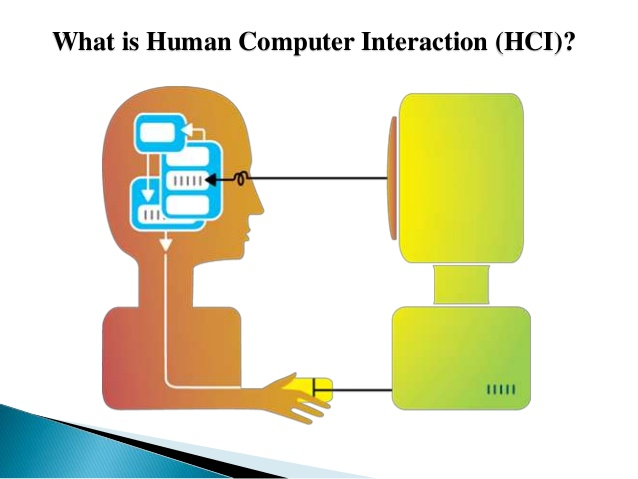 What is Human Computer Interaction (HCI)?